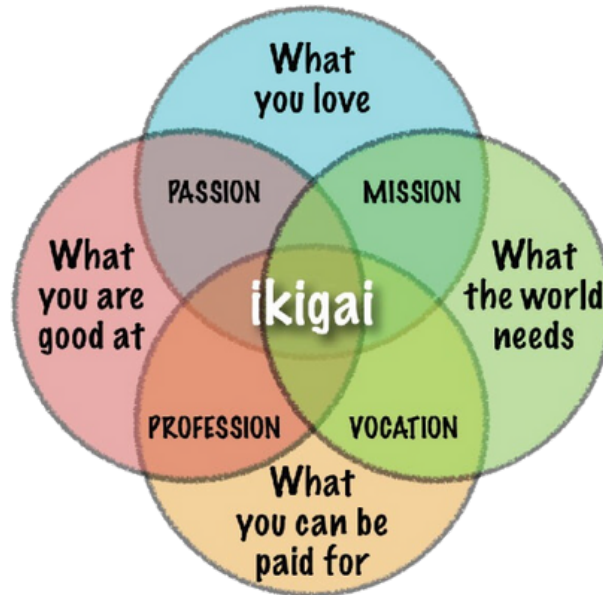 What
you love
PASSION
MISSION
What
you are
good at
ikigai
What
the world
needs
PROFESSION
VOCATION
What
you can be
paid for